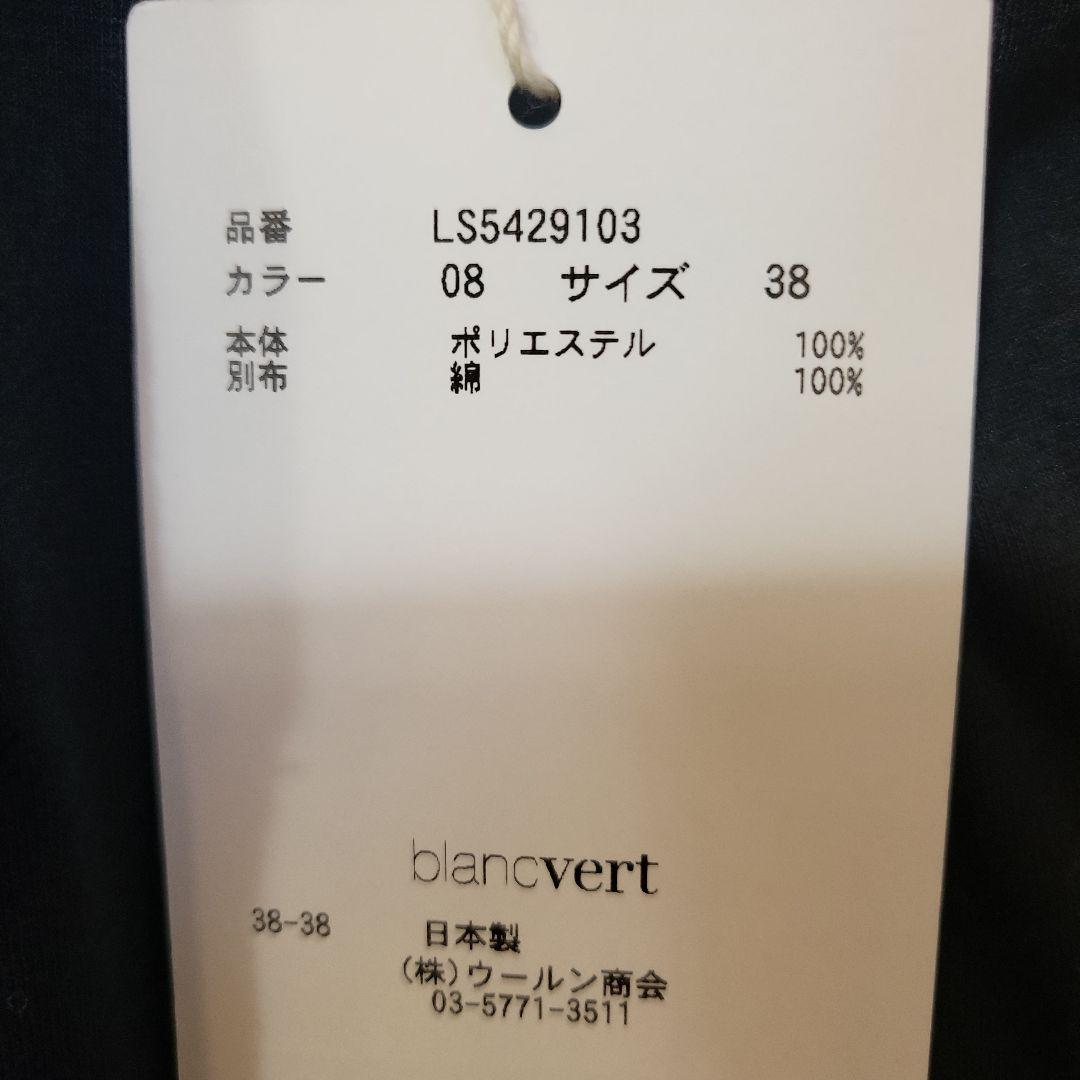 品番 LS5429103
カラー 08 サイズ 38
本体 ポリエステル 100%
別布 綿 100%
blancvert
38-38 日本製
(株)ウールン商会
03-5771-3511